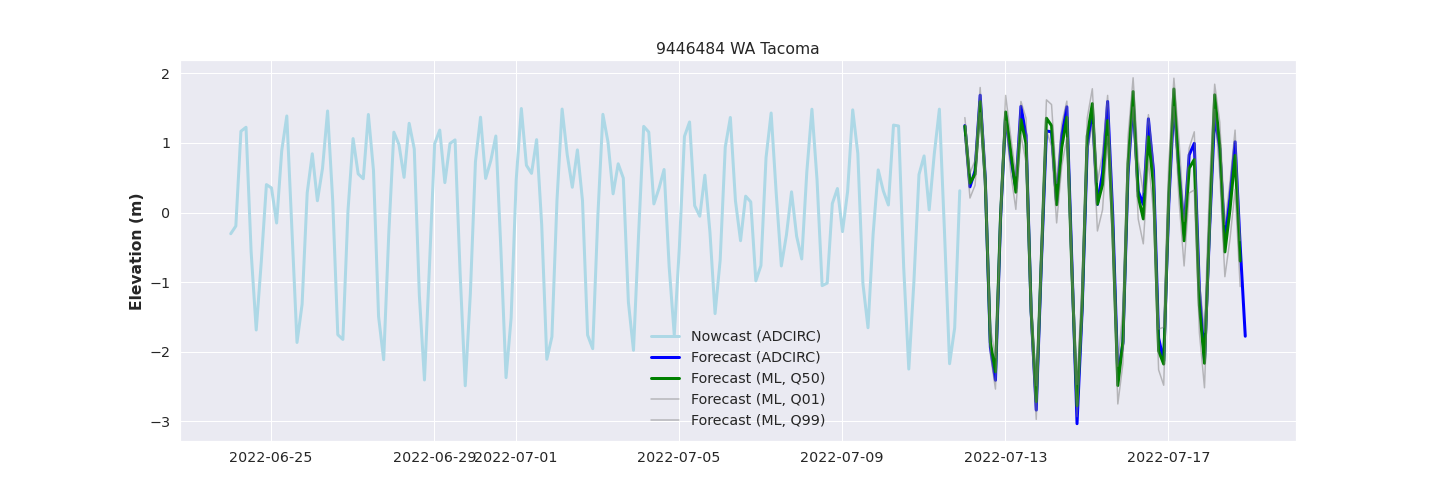 9446484 WA Tacoma
Elevation (m)
2
1
0
−1
−2
−3
Nowcast (ADCIRC)
Forecast (ADCIRC)
Forecast (ML, Q50)
Forecast (ML, Q01)
Forecast (ML, Q99)
2022-06-25 2022-06-29 2022-07-01 2022-07-05 2022-07-09 2022-07-13 2022-07-17